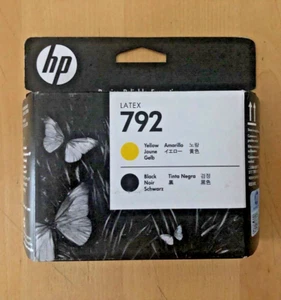 hp
LATEX
792
Yellow Amarillo 노랑
Jaune イエロー 黃色
Gelb
Black Tinta Negra 검정
Noir 黒 黑色
Schwarz